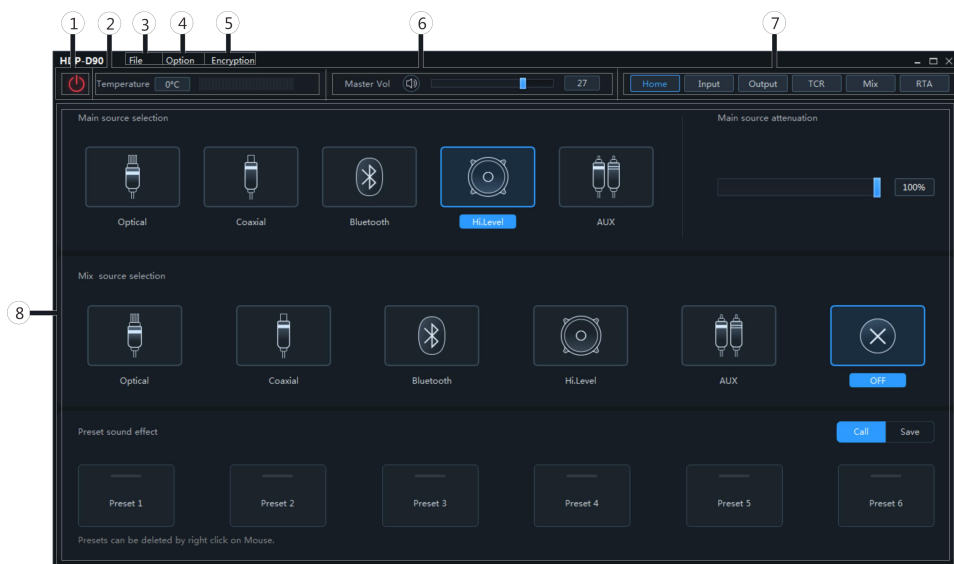 1 2 3 4 5 6 7
HDP-D90 File Option Encryption
Temperature 0°C Master Vol 27 Home Input Output TCR Mix RTA
Main source selection Main source attenuation
100%
Optical Coaxial Bluetooth Hi.Level AUX
Mix source selection
8
Optical Coaxial Bluetooth Hi.Level AUX OFF
Preset sound effect Call Save
Preset 1 Preset 2 Preset 3 Preset 4 Preset 5 Preset 6
Presets can be deleted by right click on Mouse.